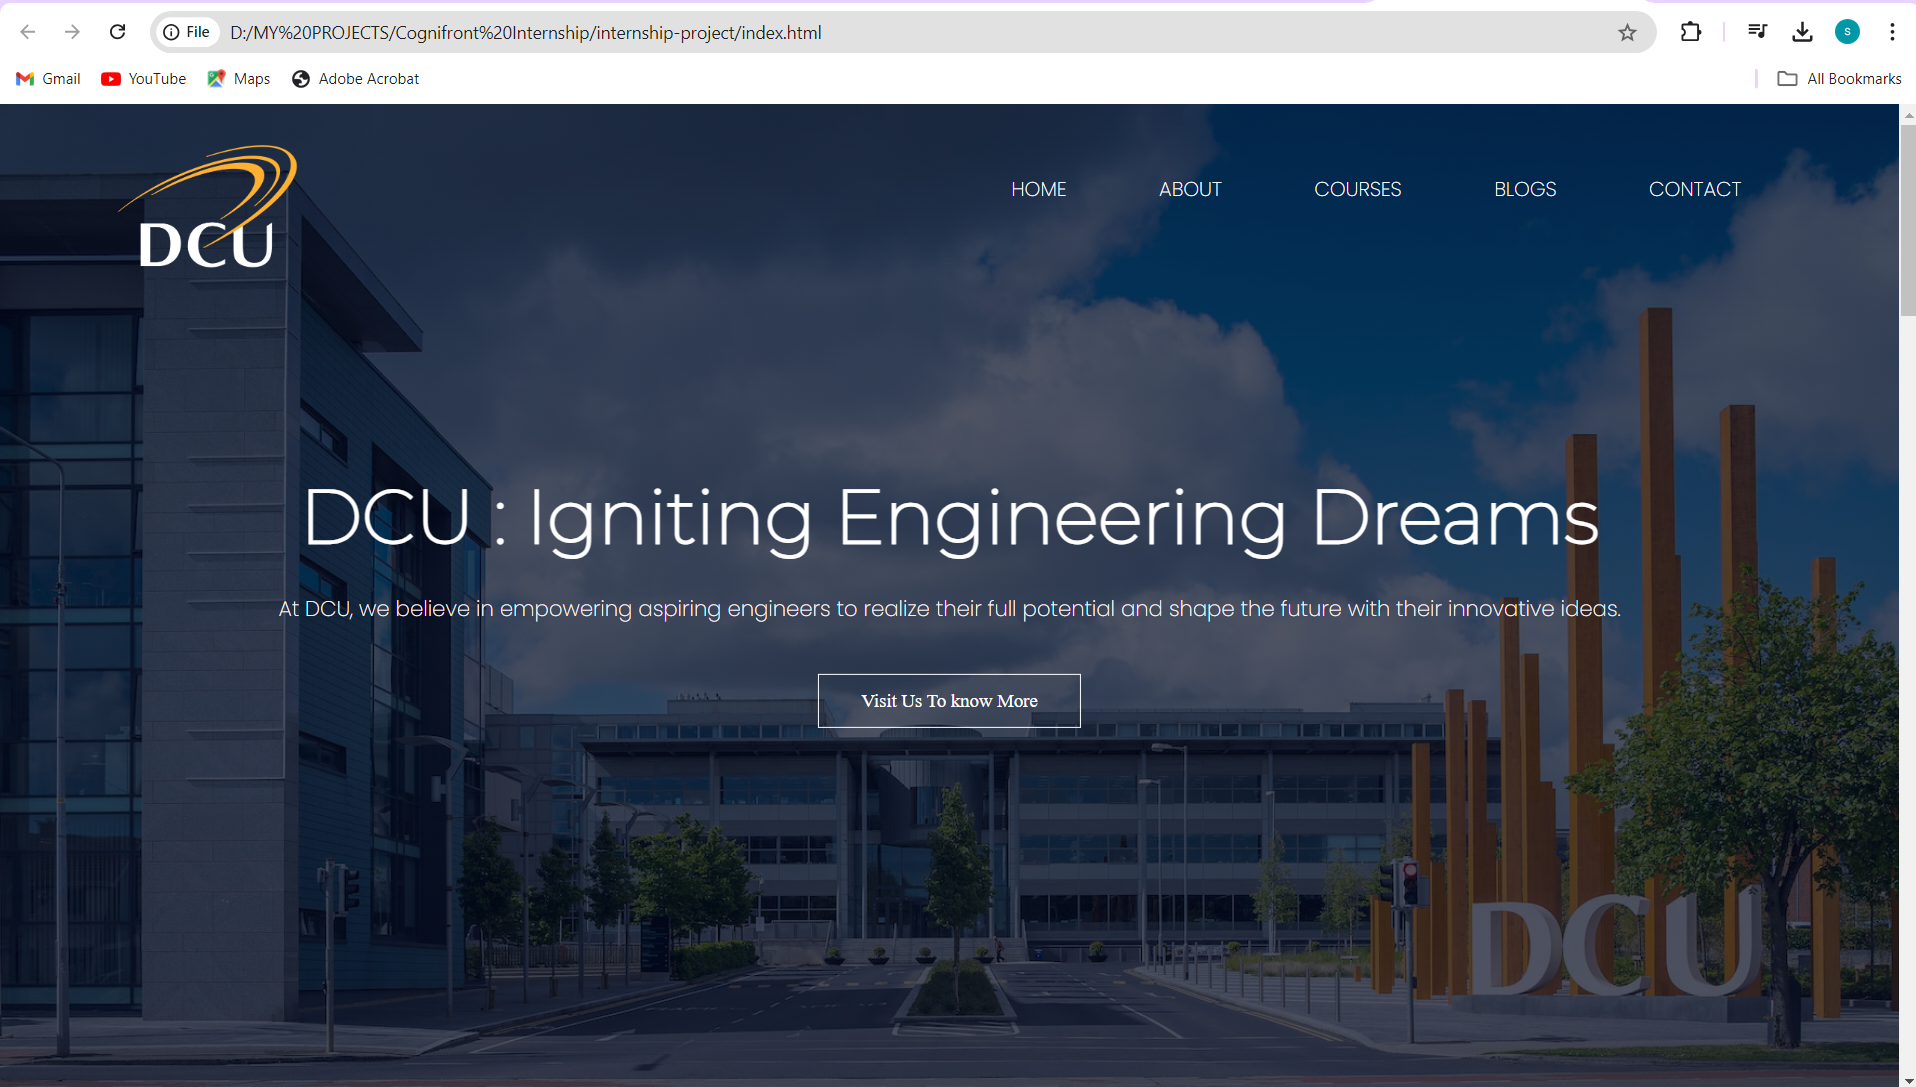 File D:/MY%20PROJECTS/Cognifront%20Internship/internship-project/index.html S
Gmail YouTube Maps Adobe Acrobat All Bookmarks
DCU
HOME ABOUT COURSES BLOGS CONTACT
DCU : Igniting Engineering Dreams
At DCU, we believe in empowering aspiring engineers to realize their full potential and shape the future with their innovative ideas.
Visit Us To know More
DCU